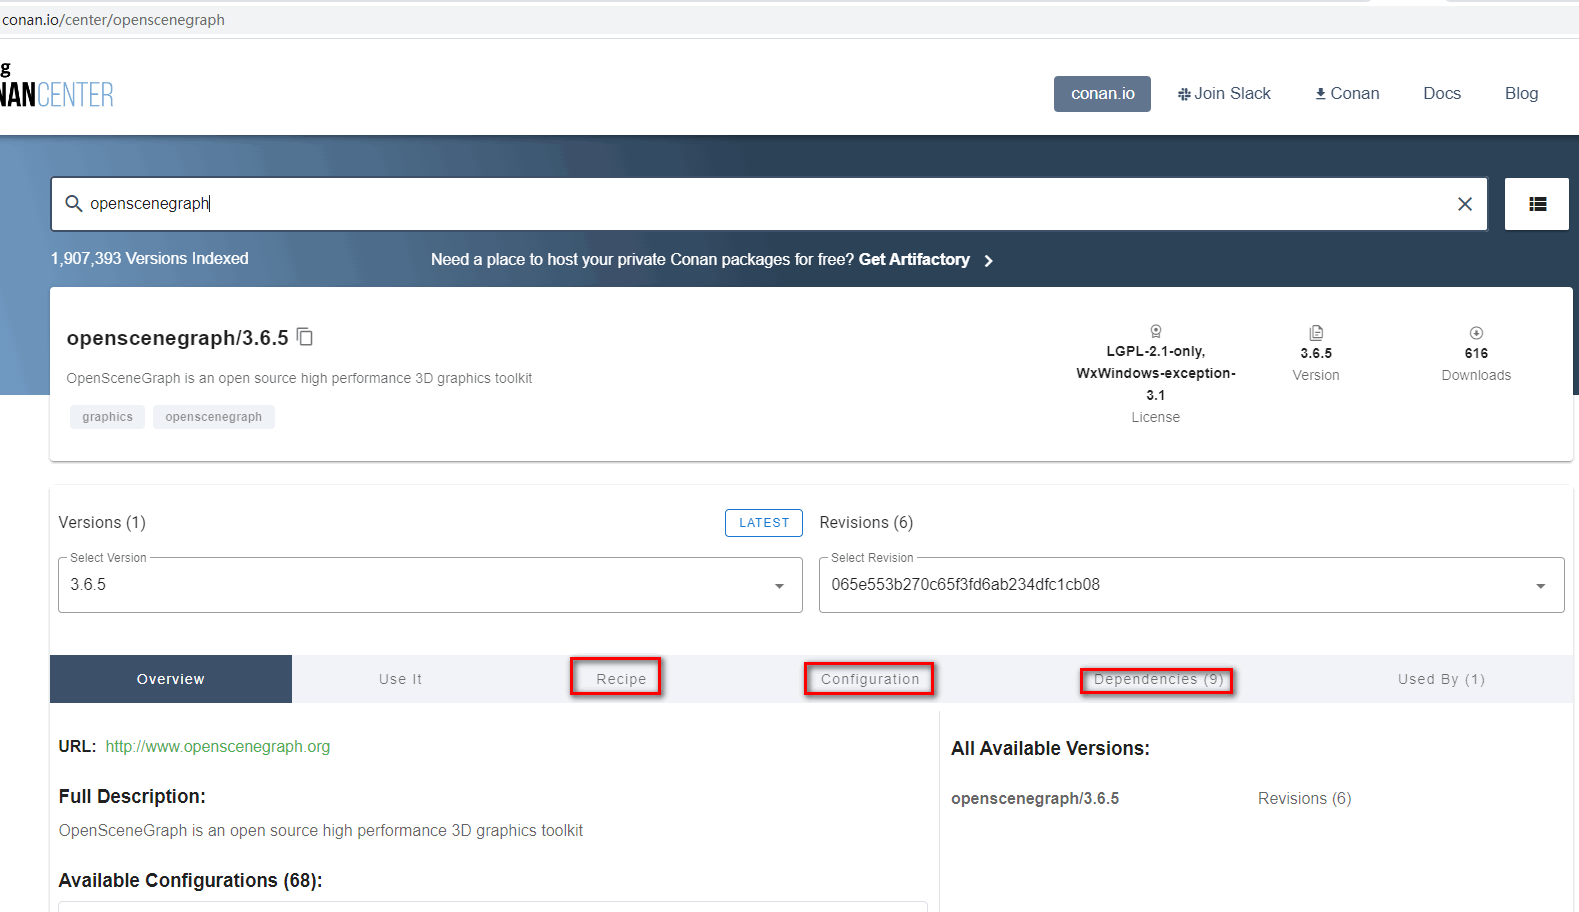 conan.io/center/openscenegraph
g
NANCENTER
conan.io
Join Slack
Conan
Docs
Blog
openscenegraph
1,907,393 Versions Indexed
Need a place to host your private Conan packages for free? Get Artifactory
openscenegraph/3.6.5
OpenSceneGraph is an open source high performance 3D graphics toolkit
graphics
openscenegraph
LGPL-2.1-only,
WxWindows-exception-
3.1
License
3.6.5
Version
616
Downloads
Versions (1)
LATEST
Select Version
3.6.5
Revisions (6)
Select Revision
065e553b270c65f3fd6ab234dfc1cb08
Overview
Use It
Recipe
Configuration
Dependencies (9)
Used By (1)
URL: http://www.openscenegraph.org
Full Description:
OpenSceneGraph is an open source high performance 3D graphics toolkit
Available Configurations (68):
All Available Versions:
openscenegraph/3.6.5
Revisions (6)